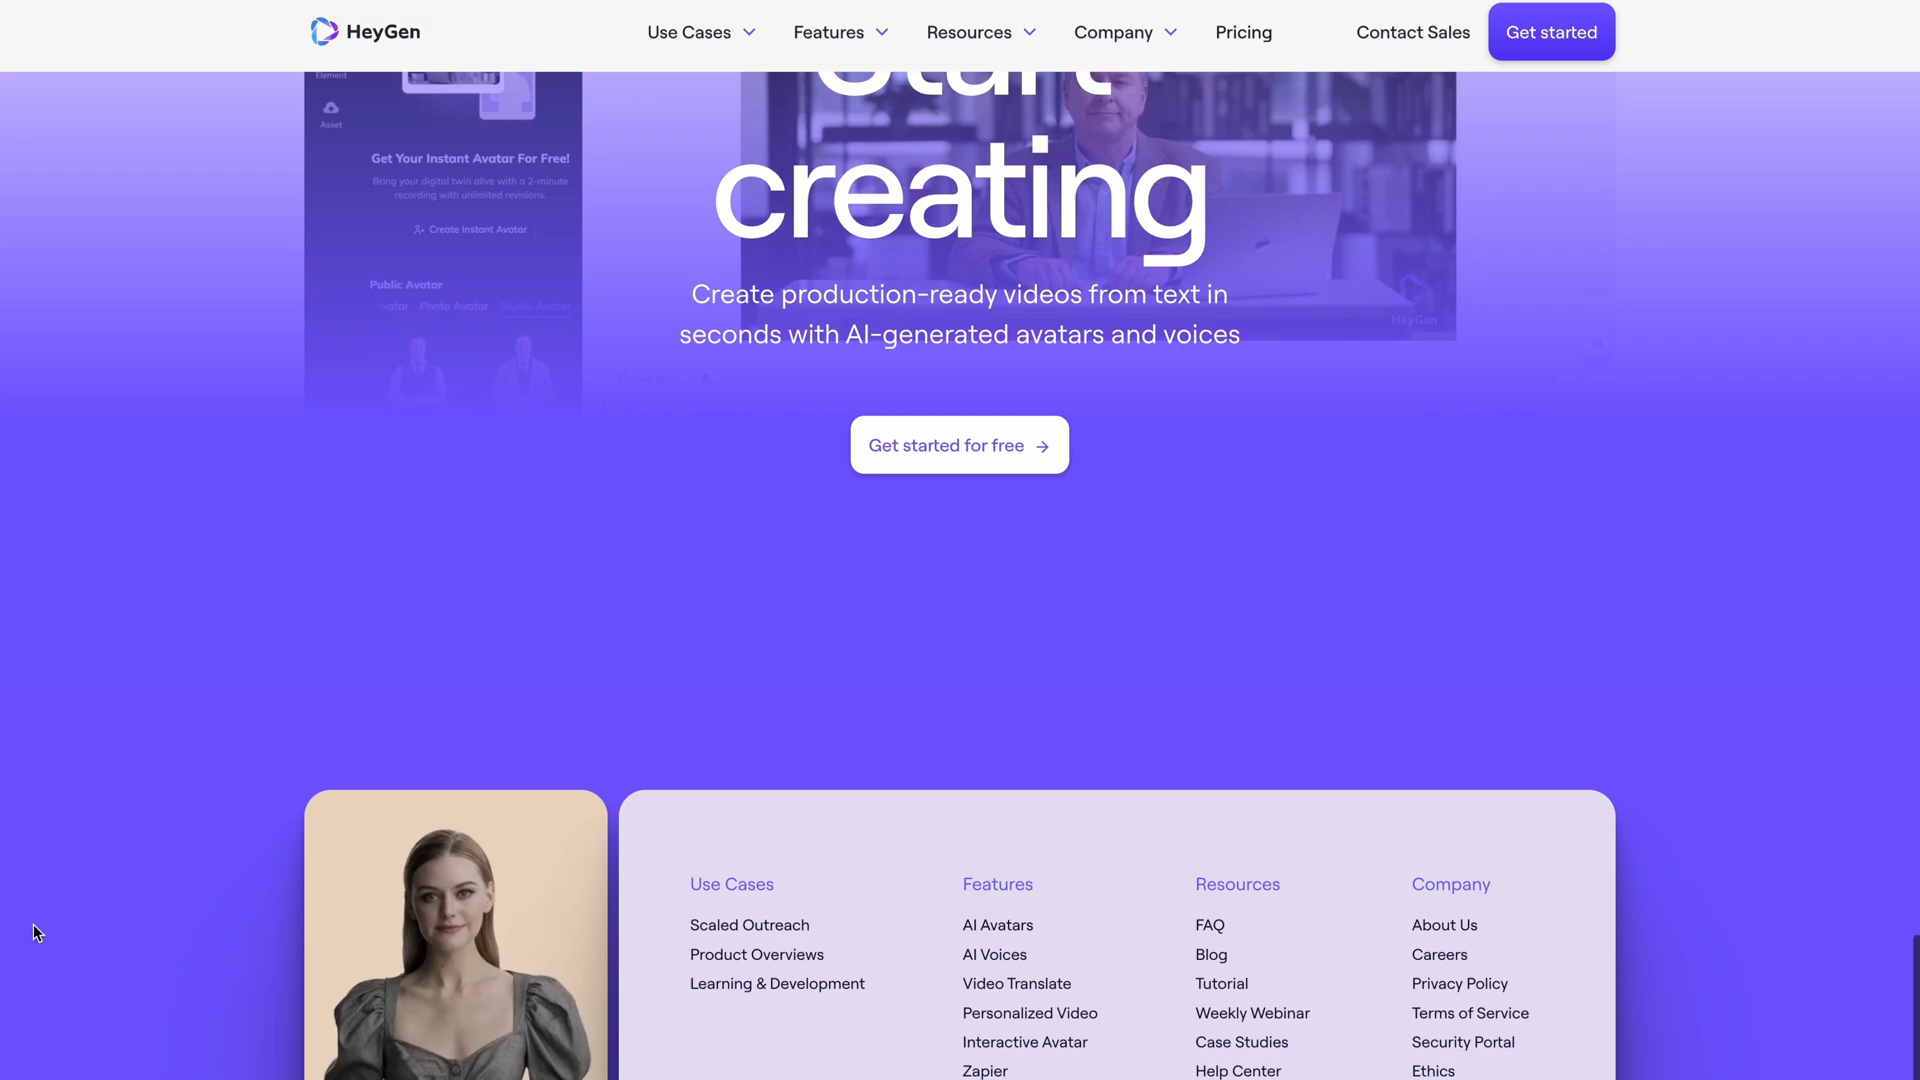 HeyGen
Use Cases
Features
Resources
Company
Pricing
Contact Sales
Get started
Element
Asset
Get Your Instant Avatar For Free!
Bring your digital twin alive with a 2-minute
recording with unlimited revisions.
Create Instant Avatar
Public Avatar
Avatar Photo Avatar Studio Avatar
Start
creating
Create production-ready videos from text in
seconds with AI-generated avatars and voices
HeyGen
Get started for free →
Use Cases
Scaled Outreach
Product Overviews
Learning & Development
Features
AI Avatars
AI Voices
Video Translate
Personalized Video
Interactive Avatar
Zapier
Resources
FAQ
Blog
Tutorial
Weekly Webinar
Case Studies
Help Center
Company
About Us
Careers
Privacy Policy
Terms of Service
Security Portal
Ethics